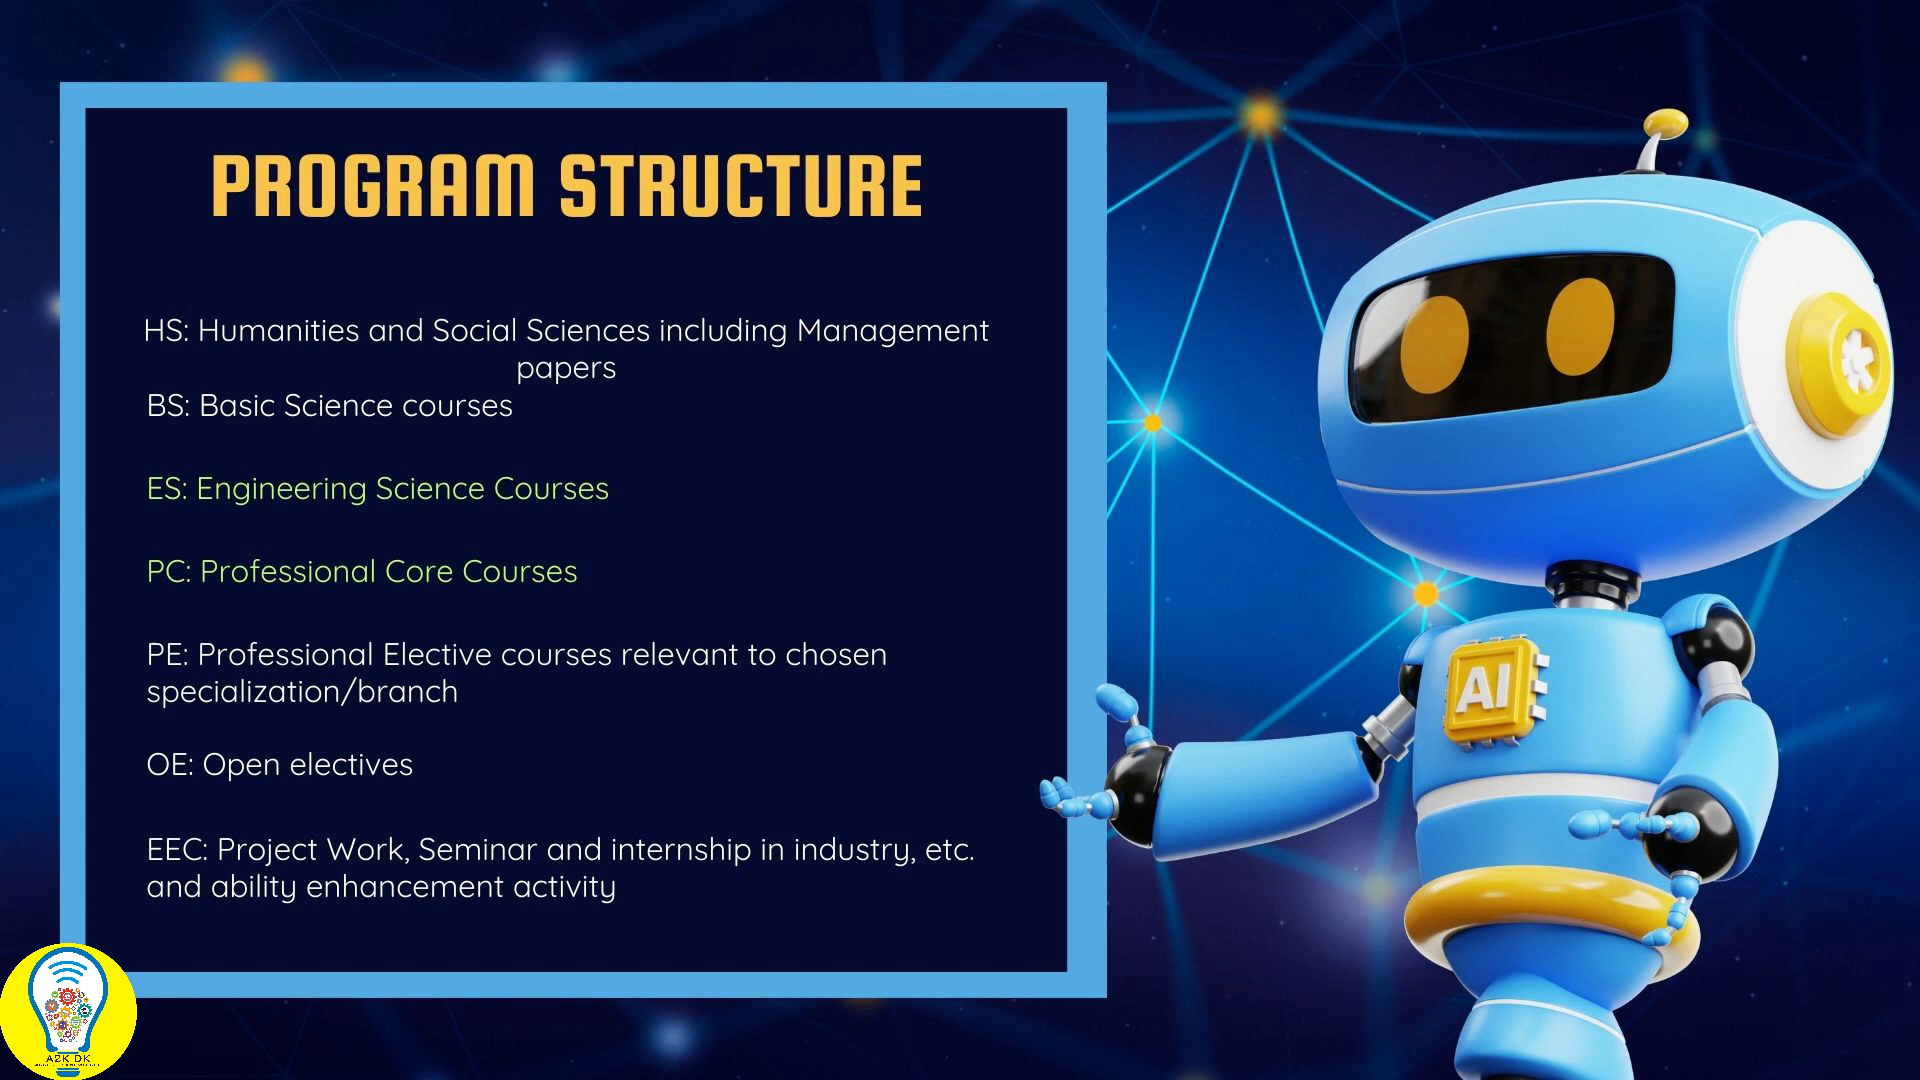 PROGRAM STRUCTURE
HS: Humanities and Social Sciences including Management
papers
BS: Basic Science courses
ES: Engineering Science Courses
PC: Professional Core Courses
PE: Professional Elective courses relevant to chosen
specialization/branch
OE: Open electives
EEC: Project Work, Seminar and internship in industry, etc.
and ability enhancement activity
AI
A2K DK